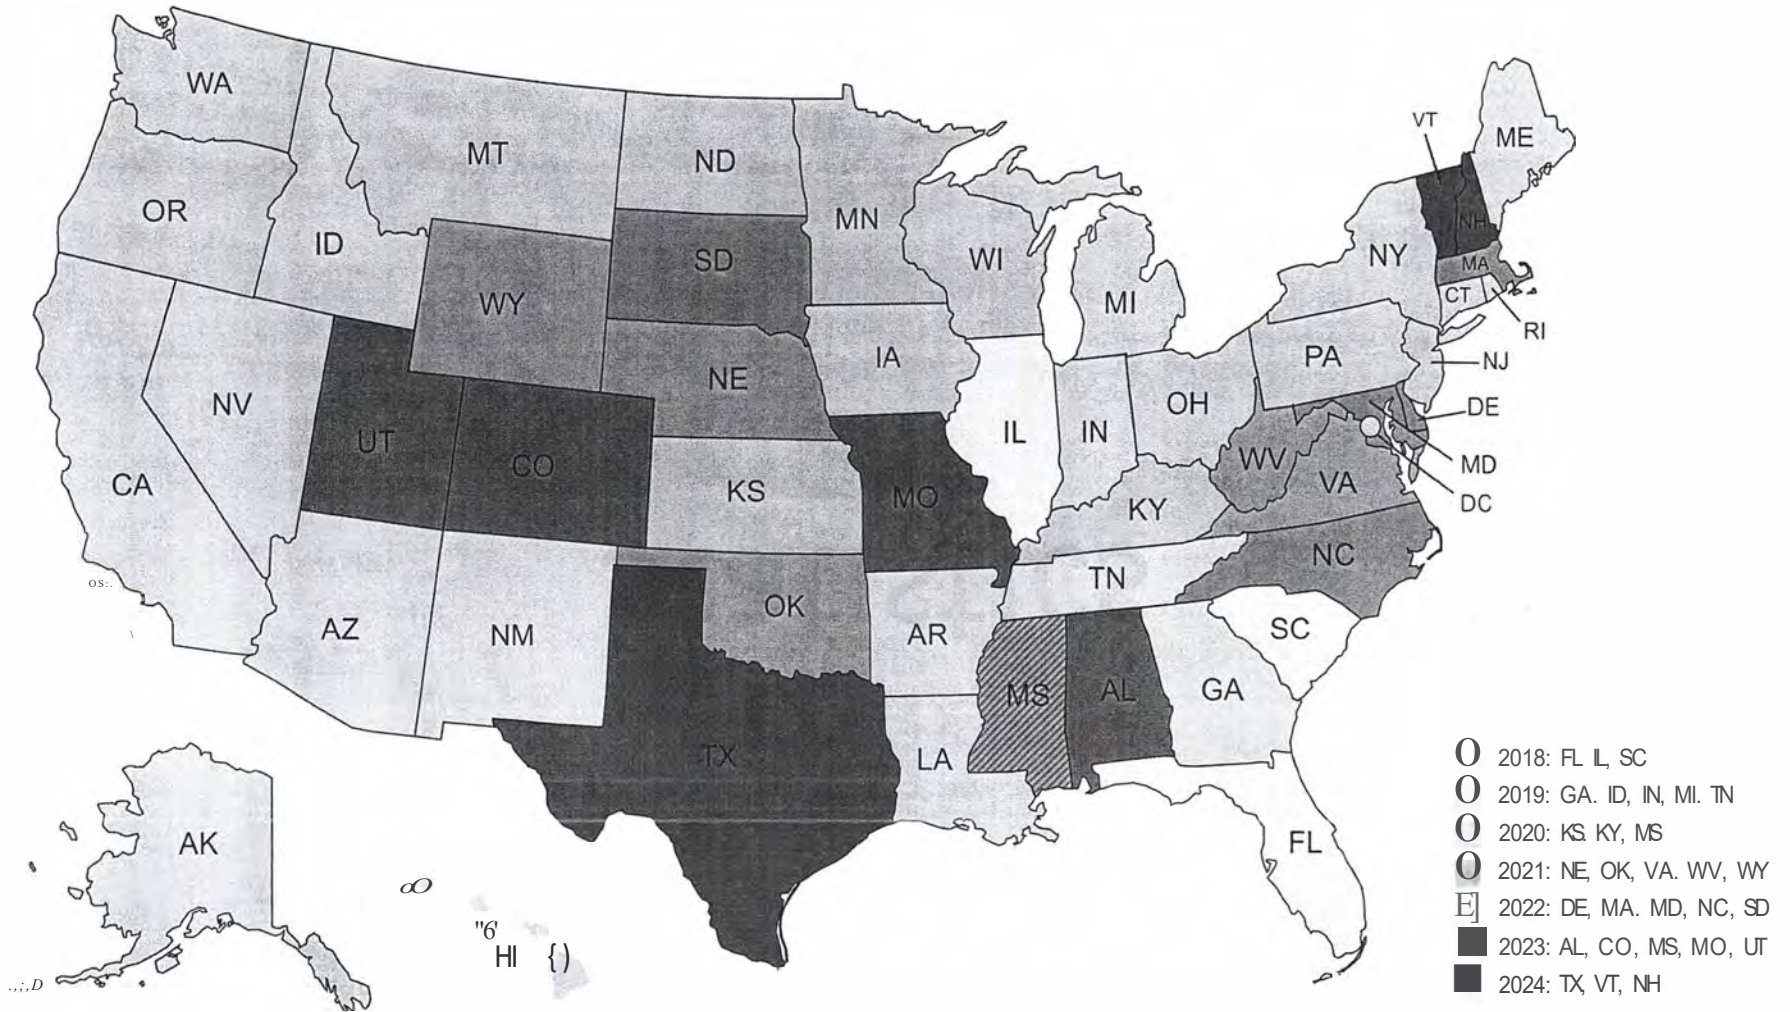 WA
MT
ND
MN
OR
ID
WY
SD
WI
MI
VT
ME
NH
NY
MA
CT
RI
NV
UT
CO
NE
IA
IL
IN
OH
PA
NJ
DE
MD
DC
CA
KS
MO
KY
WV
VA
NC
TN
AZ
NM
OK
AR
SC
TX
LA
MS
AL
GA
FL
AK
HI
2018: FL IL, SC
2019: GA. ID, IN, MI. TN
2020: KS. KY, MS
2021: NE, OK, VA. WV, WY
2022: DE, MA. MD, NC, SD
2023: AL, CO, MS, MO, UT
2024: TX, VT, NH